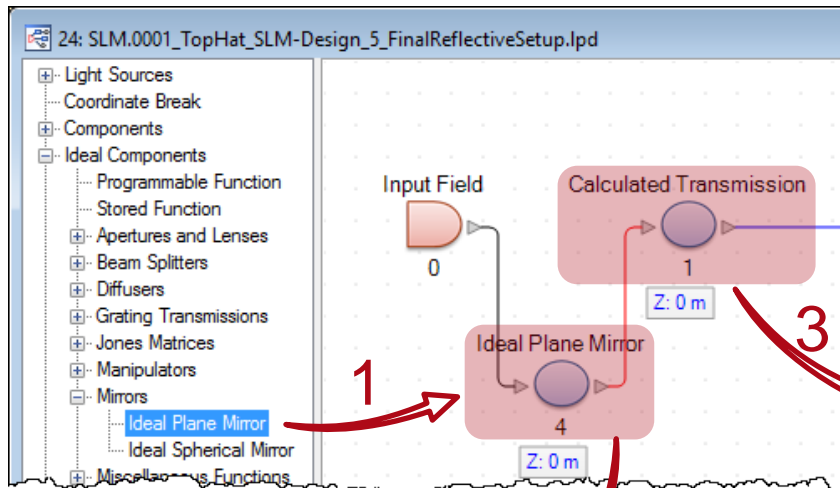 24: SLM.0001_TopHat_SLM-Design_5_FinalReflectiveSetup.lpd
Light Sources
Coordinate Break
Components
Ideal Components
Programmable Function
Stored Function
Apertures and Lenses
Beam Splitters
Diffusers
Grating Transmissions
Jones Matrices
Manipulators
Mirrors
Ideal Plane Mirror
Ideal Spherical Mirror
Miscellaneous Functions
Input Field
0
Calculated Transmission
1
Z: 0 m
Ideal Plane Mirror
4
Z: 0 m
1
3